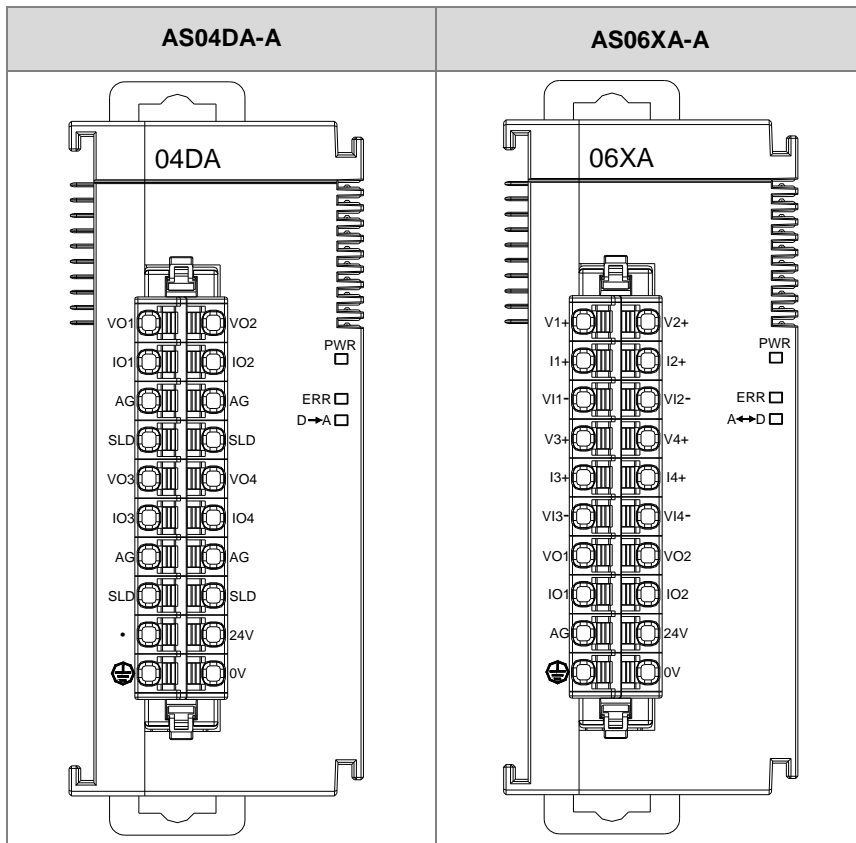 AS04DA-A
AS06XA-A
04DA
VO1 VO2
PWR
IO1 IO2
AG AG
ERR
D→A
SLD SLD
VO3 VO4
IO3 IO4
AG AG
SLD SLD
• 24V
0V
06XA
V1+ V2+
PWR
I1+ I2+
VI1- VI2-
ERR
A↔D
V3+ V4+
I3+ I4+
VI3- VI4-
VO1 VO2
IO1 IO2
AG 24V
0V